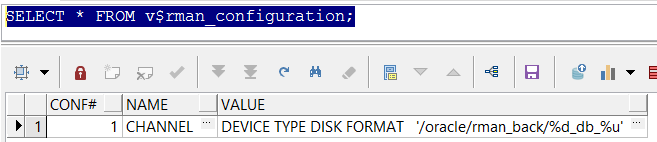 SELECT * FROM v$rman_configuration;
CONF# NAME VALUE
1 1 CHANNEL ... DEVICE TYPE DISK FORMAT '/oracle/rman_back/%d_db_%u' ...